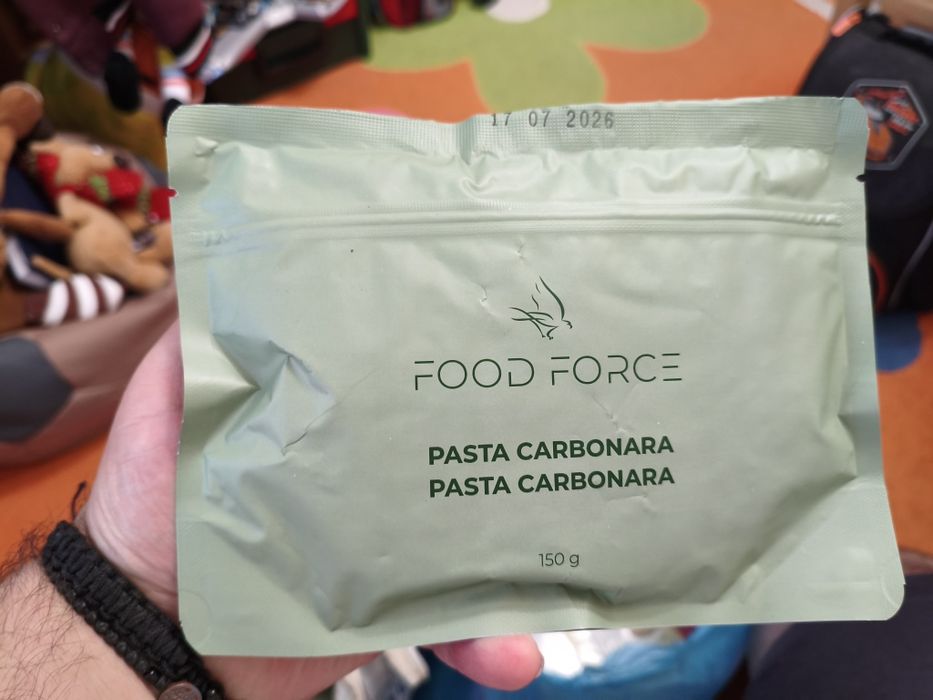 17 07 2026
FOOD FORCE
PASTA CARBONARA
PASTA CARBONARA
150 g